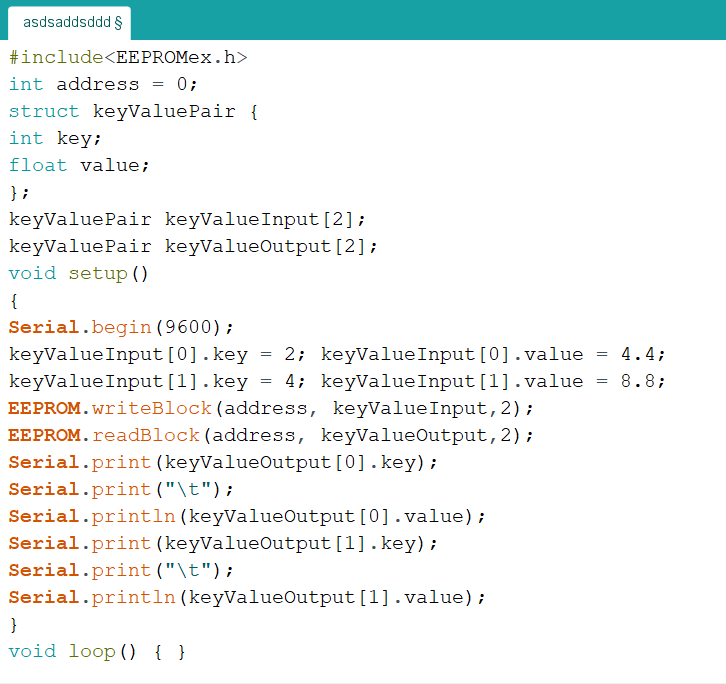 asdsaddsddd §
#include<EEPROMex.h>
int address = 0;
struct keyValuePair {
int key;
float value;
};
keyValuePair keyValueInput[2];
keyValuePair keyValueOutput[2];
void setup()
{
Serial.begin(9600);
keyValueInput[0].key = 2; keyValueInput[0].value = 4.4;
keyValueInput[1].key = 4; keyValueInput[1].value = 8.8;
EEPROM.writeBlock(address, keyValueInput,2);
EEPROM.readBlock(address, keyValueOutput,2);
Serial.print(keyValueOutput[0].key);
Serial.print("\t");
Serial.println(keyValueOutput[0].value);
Serial.print(keyValueOutput[1].key);
Serial.print("\t");
Serial.println(keyValueOutput[1].value);
}
void loop() { }